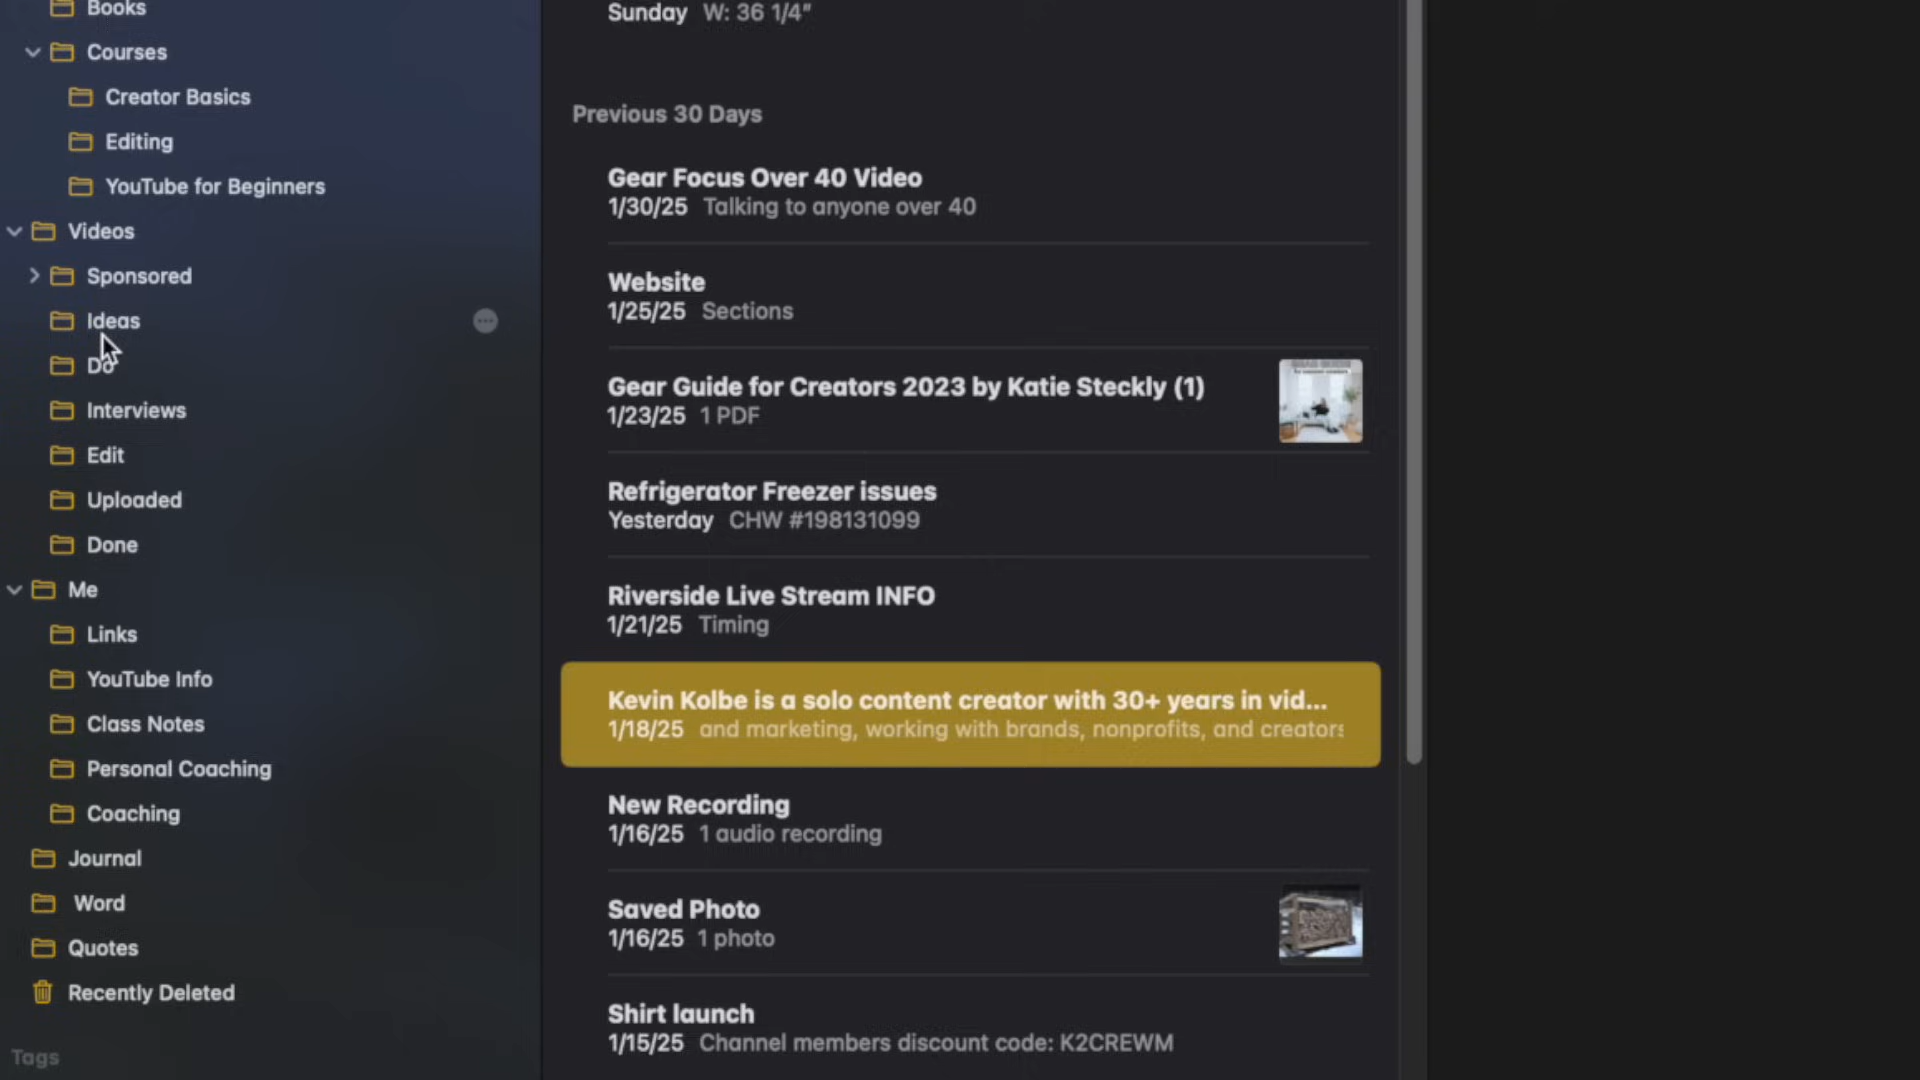 Books
Courses
Creator Basics
Editing
YouTube for Beginners
Videos
Sponsored
Ideas
Do
Interviews
Edit
Uploaded
Done
Me
Links
YouTube Info
Class Notes
Personal Coaching
Coaching
Journal
Word
Quotes
Recently Deleted
Tags
Sunday W: 36 1/4"
Previous 30 Days
Gear Focus Over 40 Video
1/30/25 Talking to anyone over 40
Website
1/25/25 Sections
Gear Guide for Creators 2023 by Katie Steckly (1)
1/23/25 1 PDF
Refrigerator Freezer issues
Yesterday CHW #198131099
Riverside Live Stream INFO
1/21/25 Timing
Kevin Kolbe is a solo content creator with 30+ years in vid...
1/18/25 and marketing, working with brands, nonprofits, and creators
New Recording
1/16/25 1 audio recording
Saved Photo
1/16/25 1 photo
Shirt launch
1/15/25 Channel members discount code: K2CREWM